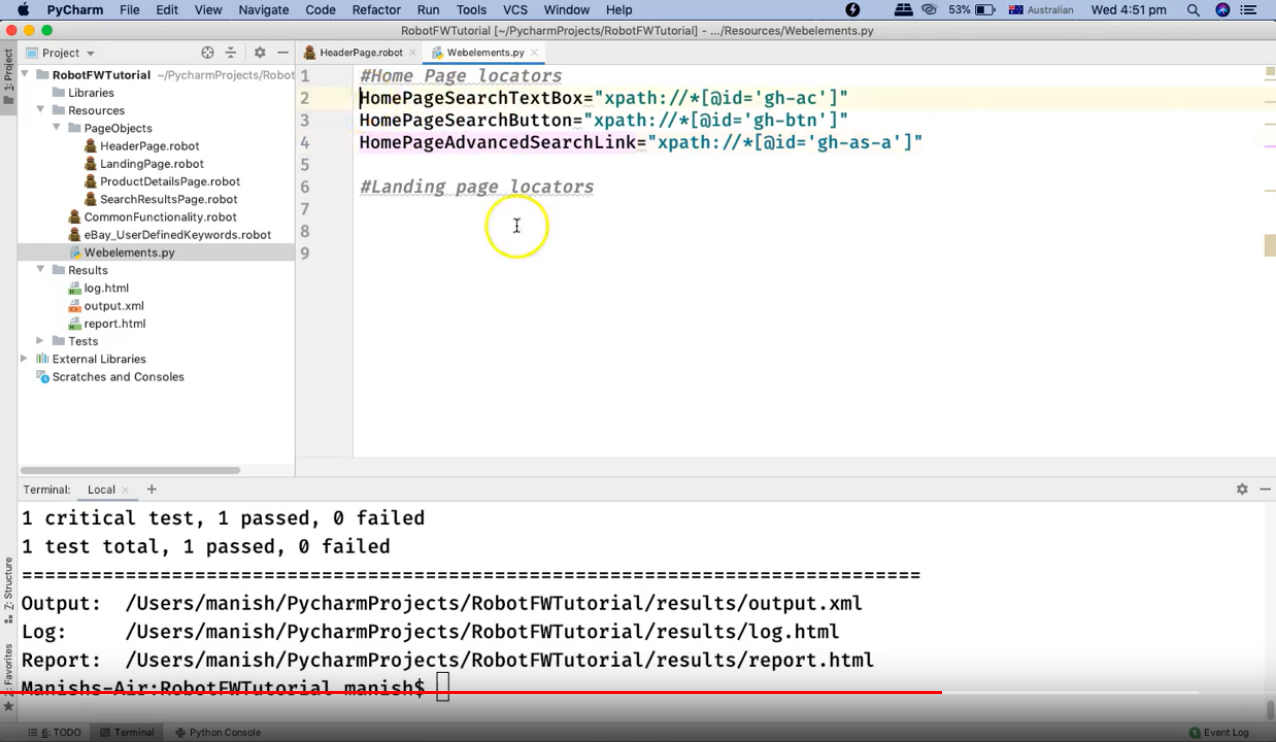 PyCharm File Edit View Navigate Code Refactor Run Tools VCS Window Help 53% Australian Wed 4:51 pm
RobotFWTutorial [~/PycharmProjects/RobotFWTutorial] - .../Resources/Webelements.py
1: Project
Project
HeaderPage.robot
Webelements.py
RobotFWTutorial ~/PycharmProjects/Robot
Libraries
Resources
PageObjects
HeaderPage.robot
LandingPage.robot
ProductDetailsPage.robot
SearchResultsPage.robot
CommonFunctionality.robot
eBay_UserDefinedKeywords.robot
Webelements.py
Results
log.html
output.xml
report.html
Tests
External Libraries
Scratches and Consoles
1 #Home Page locators
2 HomePageSearchTextBox="xpath://*[@id='gh-ac']"
3 HomePageSearchButton="xpath://*[@id='gh-btn']"
4 HomePageAdvancedSearchLink="xpath://*[@id='gh-as-a']"
5
6 #Landing page locators
7
8
9
Terminal: Local +
1 critical test, 1 passed, 0 failed
1 test total, 1 passed, 0 failed
==============================================================================
Output:  /Users/manish/PycharmProjects/RobotFWTutorial/results/output.xml
Log:     /Users/manish/PycharmProjects/RobotFWTutorial/results/log.html
Report:  /Users/manish/PycharmProjects/RobotFWTutorial/results/report.html
Manishs-Air:RobotFWTutorial manish$
Z: Structure
2: Favorites
6: TODO Terminal Python Console 1 Event Log